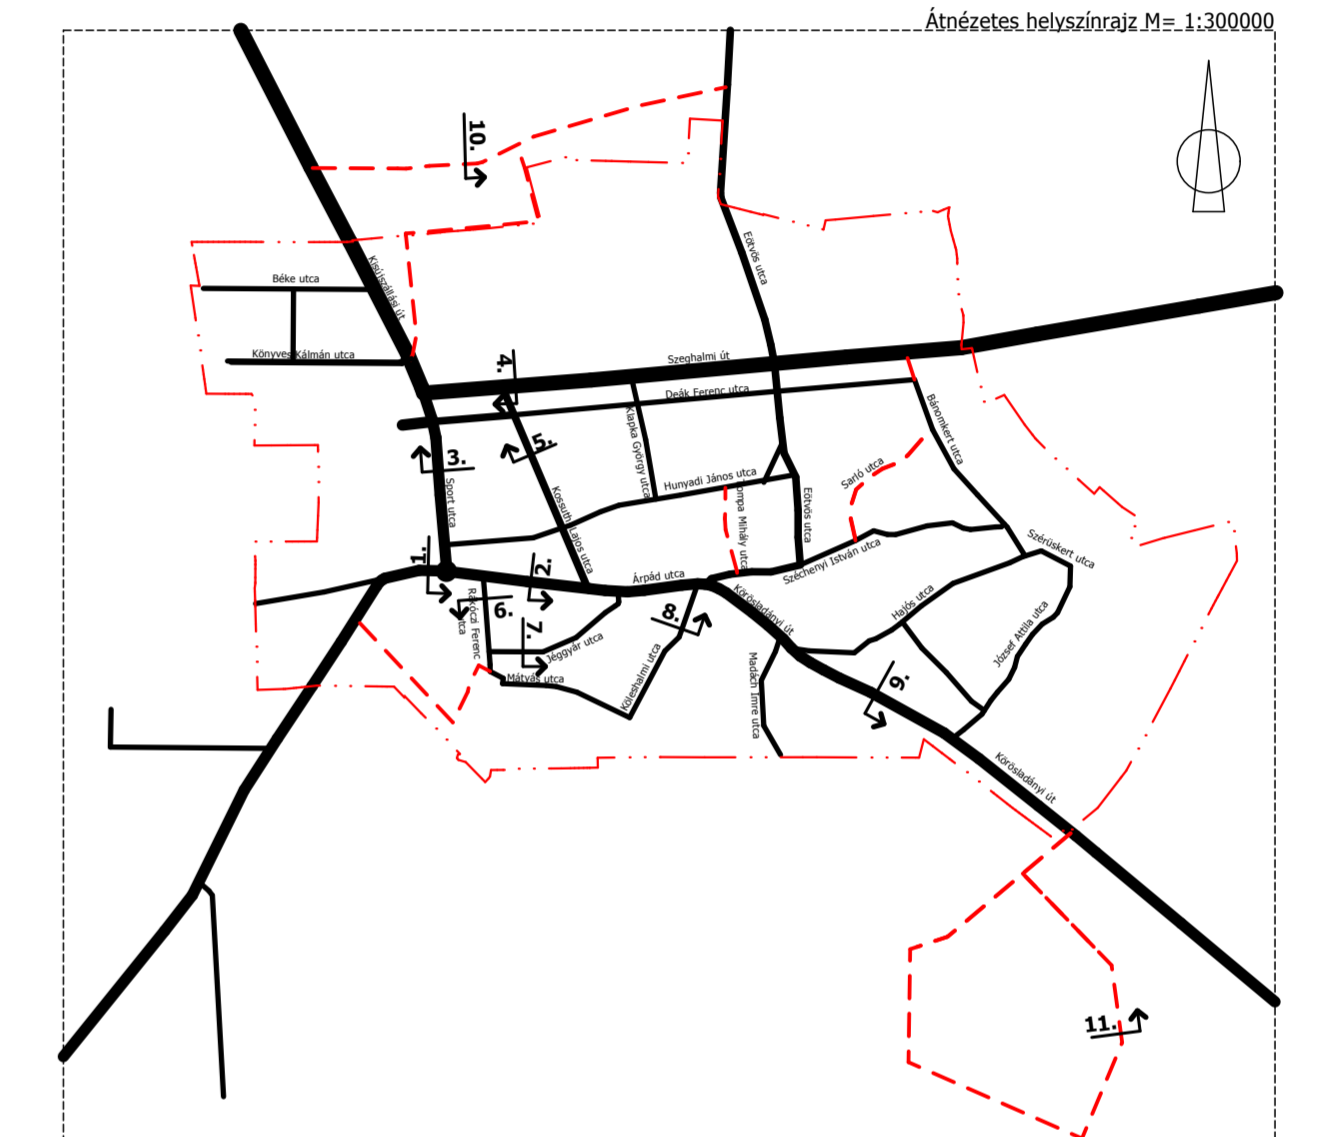 Átnézetes helyszínrajz M= 1:300000
10.
Eötvös utca
Kisújszállási út
Béke utca
Könyves Kálmán utca
4.
Szeghalmi út
Deák Ferenc utca
Bánomkert utca
Klapka György utca
5.
3.
Sport utca
Kossuth Lajos utca
Hunyadi János utca
ompa Mihály utca
Eötvös utca
Sarló utca
Széchenyi István utca
Szérűskert utca
1.
2.
Árpád utca
Körösladányi út
Rákóczi Ferenc
utca
6.
7.
8.
Jéggyár utca
Mátyás utca
Köleshalmi utca
Madách Imre utca
Hajós utca
József Attila utca
9.
Körösladányi út
11.